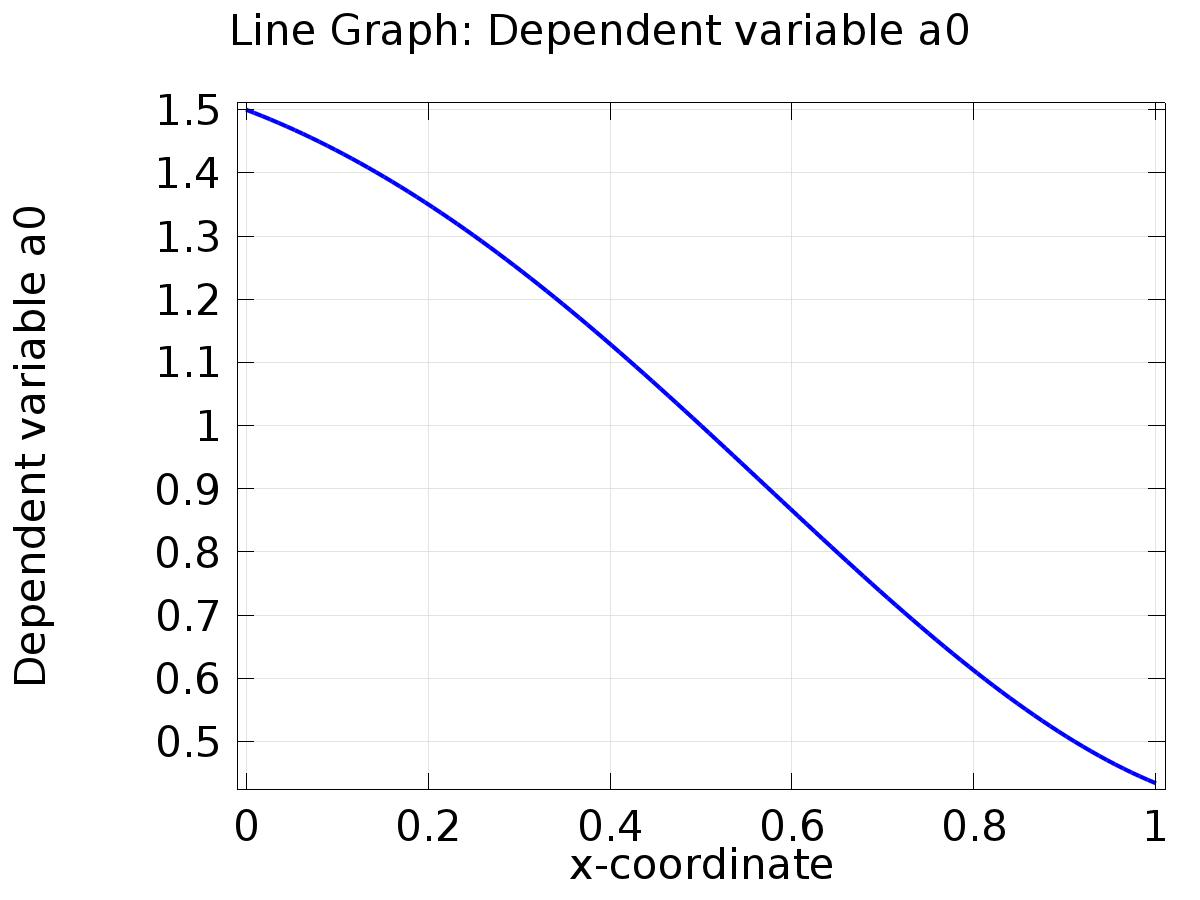 Line Graph: Dependent variable a0
Dependent variable a0
1.5
1.4
1.3
1.2
1.1
1
0.9
0.8
0.7
0.6
0.5
0 0.2 0.4 0.6 0.8 1
x-coordinate